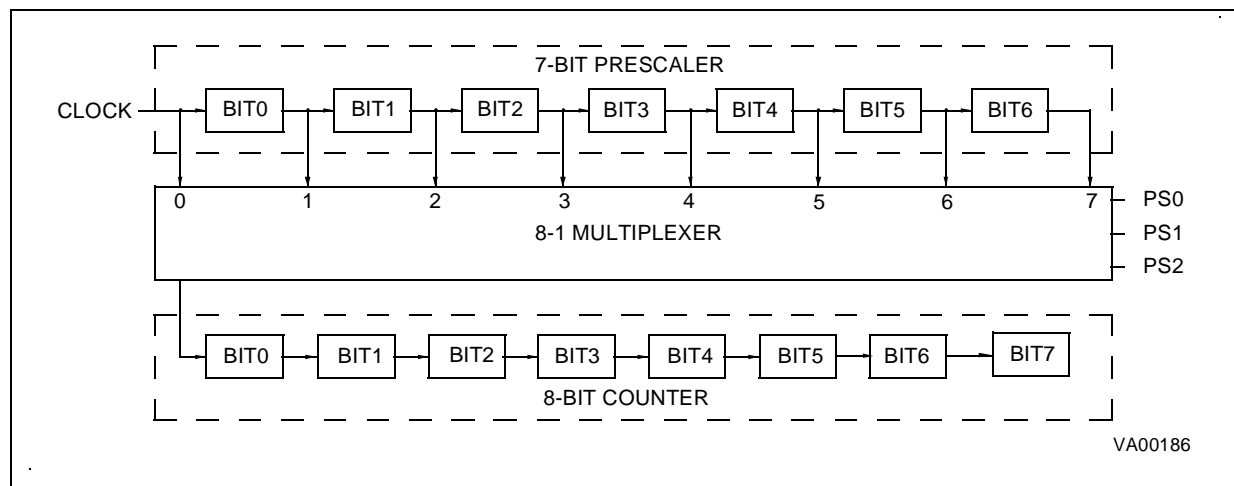 7-BIT PRESCALER
CLOCK BIT0 BIT1 BIT2 BIT3 BIT4 BIT5 BIT6
0 1 2 3 4 5 6 7 PS0
8-1 MULTIPLEXER PS1
PS2
BIT0 BIT1 BIT2 BIT3 BIT4 BIT5 BIT6 BIT7
8-BIT COUNTER
VA00186